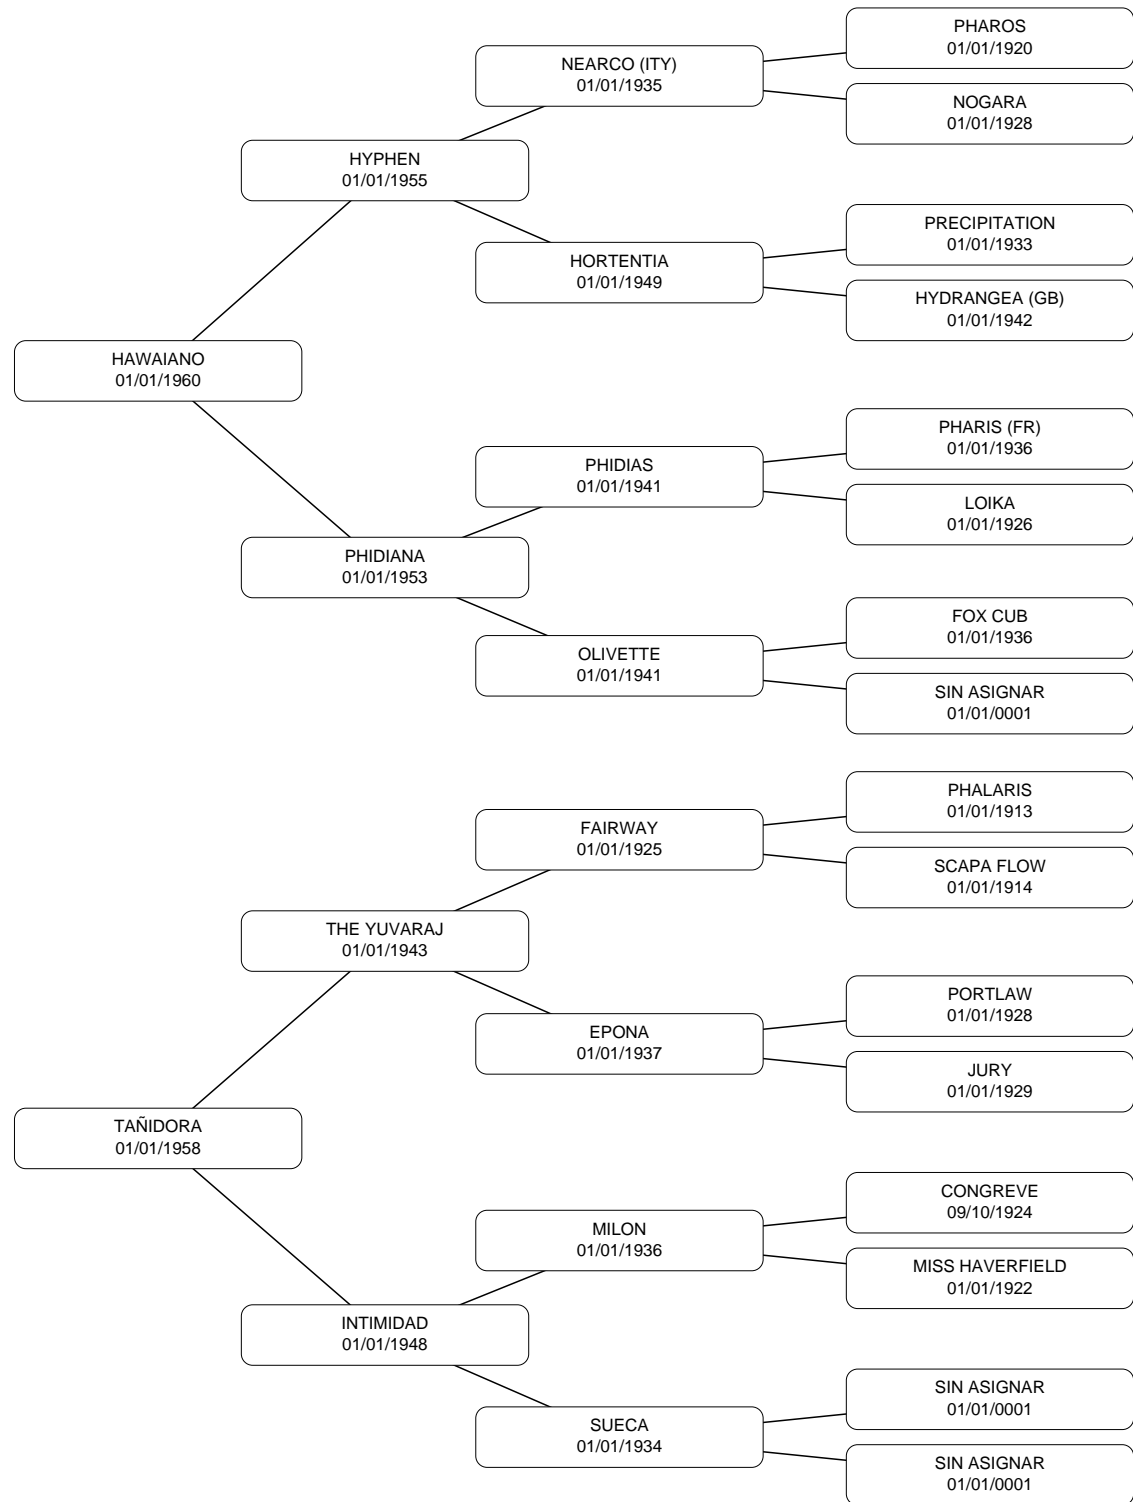 PHAROS
01/01/1920
NEARCO (ITY)
01/01/1935
NOGARA
01/01/1928
HYPHEN
01/01/1955
PRECIPITATION
01/01/1933
HORTENTIA
01/01/1949
HYDRANGEA (GB)
01/01/1942
HAWAIANO
01/01/1960
PHARIS (FR)
01/01/1936
PHIDIAS
01/01/1941
LOIKA
01/01/1926
PHIDIANA
01/01/1953
FOX CUB
01/01/1936
OLIVETTE
01/01/1941
SIN ASIGNAR
01/01/0001
PHALARIS
01/01/1913
FAIRWAY
01/01/1925
SCAPA FLOW
01/01/1914
THE YUVARAJ
01/01/1943
PORTLAW
01/01/1928
EPONA
01/01/1937
JURY
01/01/1929
TAÑIDORA
01/01/1958
CONGREVE
09/10/1924
MILON
01/01/1936
MISS HAVERFIELD
01/01/1922
INTIMIDAD
01/01/1948
SIN ASIGNAR
01/01/0001
SUECA
01/01/1934
SIN ASIGNAR
01/01/0001